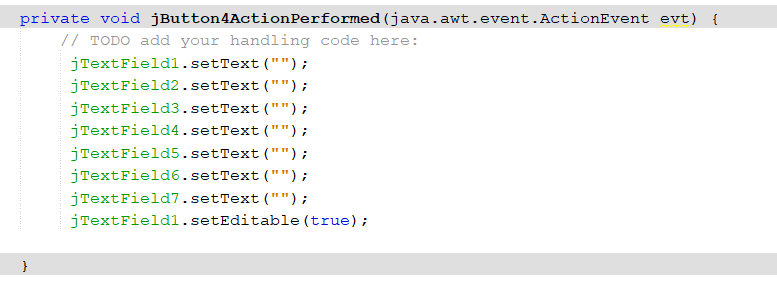 private void jButton4ActionPerformed(java.awt.event.ActionEvent evt) {
// TODO add your handling code here:
jTextField1.setText("");
jTextField2.setText("");
jTextField3.setText("");
jTextField4.setText("");
jTextField5.setText("");
jTextField6.setText("");
jTextField7.setText("");
jTextField1.setEditable(true);
}